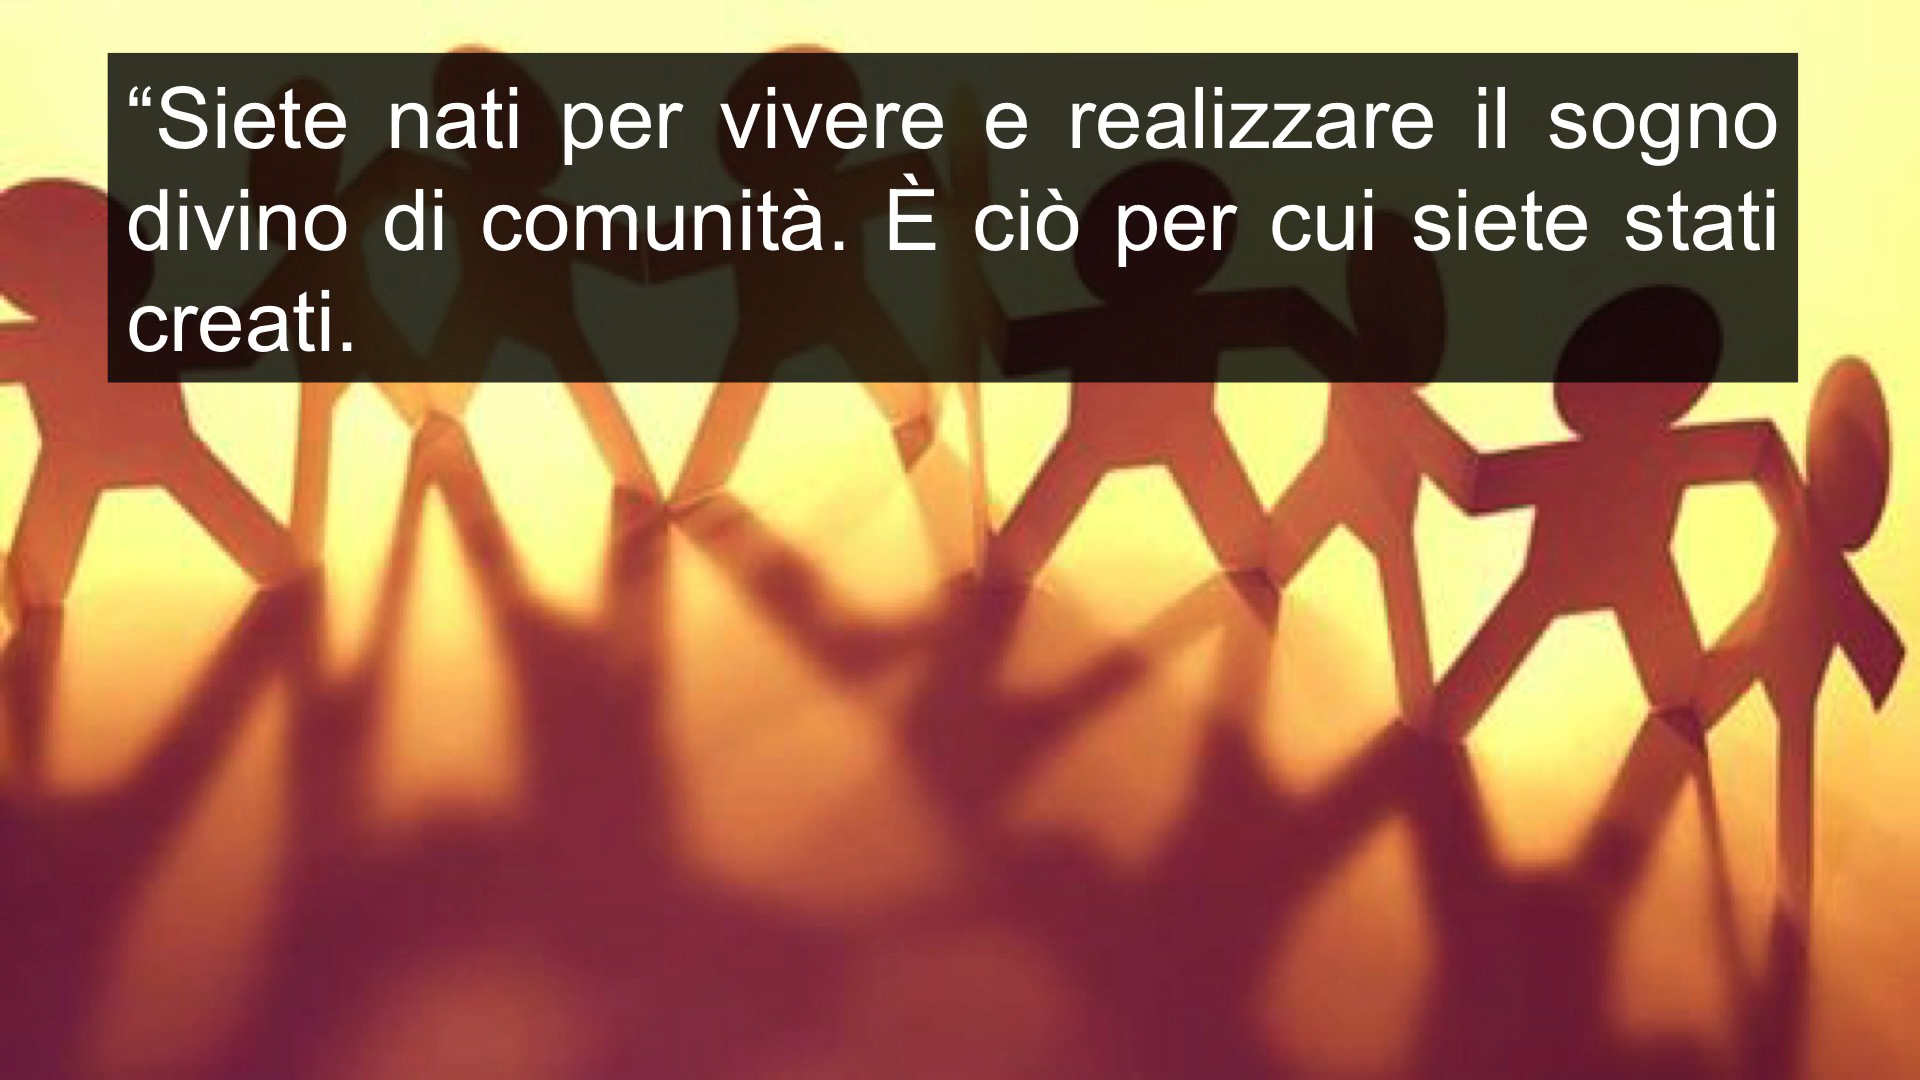 “Siete nati per vivere e realizzare il sogno
divino di comunità. È ciò per cui siete stati
creati.